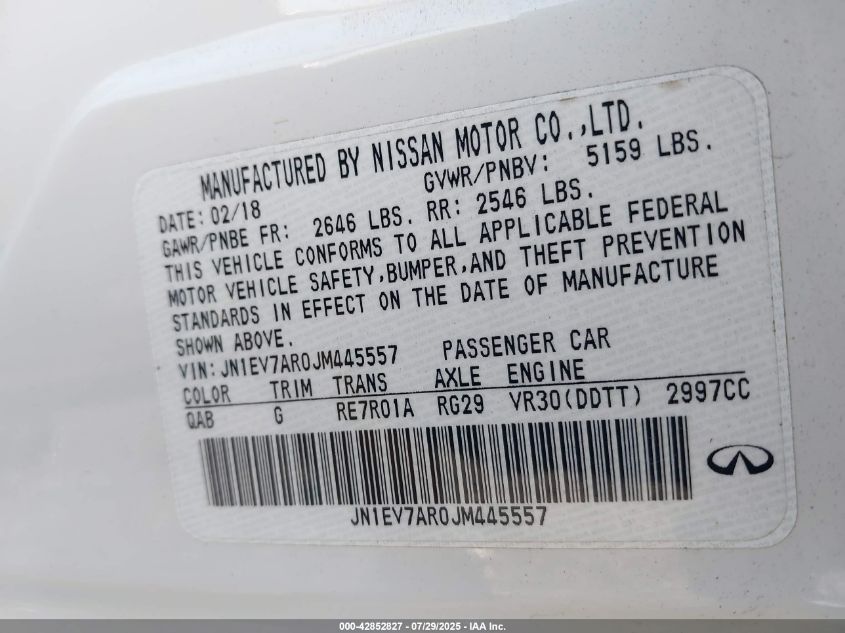 MANUFACTURED BY NISSAN MOTOR CO.,LTD.
DATE: 02/18 GVWR/PNBV: 5159 LBS.
GAWR/PNBE FR: 2646 LBS. RR: 2546 LBS.
THIS VEHICLE CONFORMS TO ALL APPLICABLE FEDERAL
MOTOR VEHICLE SAFETY,BUMPER,AND THEFT PREVENTION
STANDARDS IN EFFECT ON THE DATE OF MANUFACTURE
SHOWN ABOVE.
VIN: JN1EV7AR0JM445557 PASSENGER CAR
COLOR TRIM TRANS AXLE ENGINE
QAB G RE7R01A RG29 VR30(DDTT) 2997CC
JN1EV7AR0JM445557
000-42852827 - 07/29/2025 - IAA Inc.